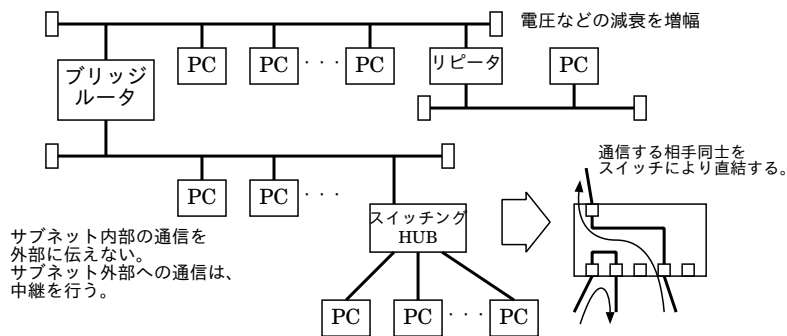 電圧などの減衰を増幅
PC
PC
· · ·
PC
リピータ
PC
ブリッジ
ルータ
PC
PC
· · ·
通信する相手同士を
スイッチにより直結する。
スイッチング
HUB
サブネット内部の通信を
外部に伝えない。
サブネット外部への通信は、
中継を行う。
PC
PC
· · ·
PC